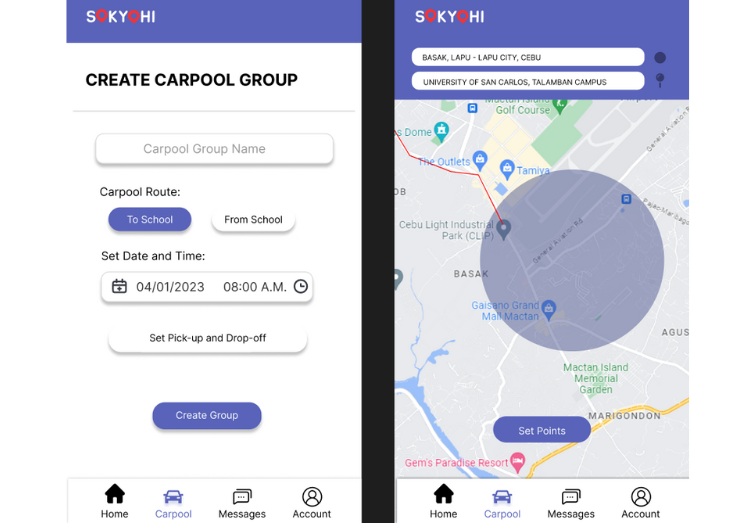 SOKYOHI
CREATE CARPOOL GROUP
Carpool Group Name
Carpool Route:
To School
From School
Set Date and Time:
04/01/2023 08:00 A.M.
Set Pick-up and Drop-off
Create Group
Home Carpool Messages Account
SOKYOHI
BASAK, LAPU - LAPU CITY, CEBU
UNIVERSITY OF SAN CARLOS, TALAMBAN CAMPUS
Mactan Island
Golf Course
s Dome
The Outlets
Tamiya
General Aviation R
OB
Cebu Light Industrial
Park (CLIP)
General Aviation Rd
BASAK
Gaisano Grand
Mall Mactan
AGUS
Mactan Island
Memorial
Garden
MARIGONDON
Set Points
Gem's Paradise Resort
Home Carpool Messages Account